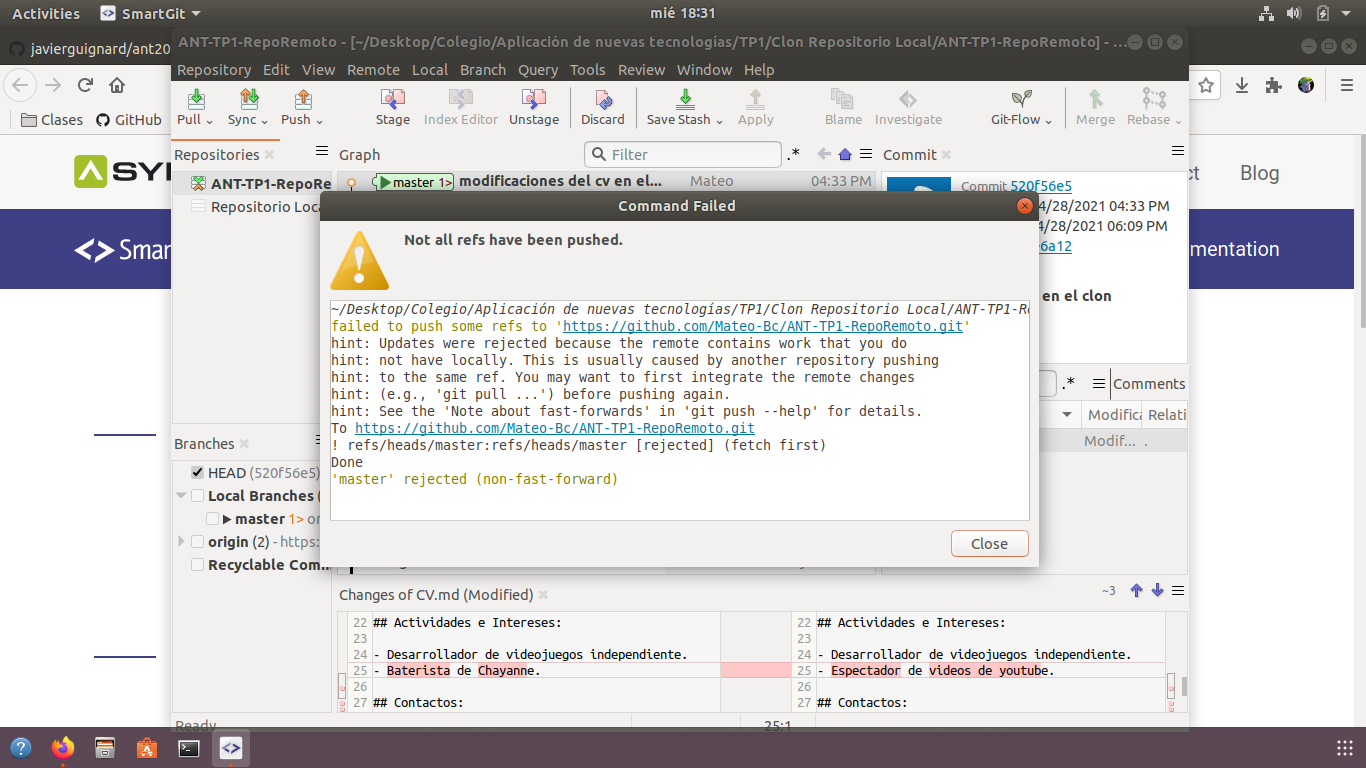 Activities SmartGit mié 18:31
javierguignard/ant20
ANT-TP1-RepoRemoto - [~/Desktop/Colegio/Aplicación de nuevas tecnologías/TP1/Clon Repositorio Local/ANT-TP1-RepoRemoto] - ...
Repository Edit View Remote Local Branch Query Tools Review Window Help
Pull Sync Push Stage Index Editor Unstage Discard Save Stash Apply Blame Investigate Git-Flow Merge Rebase
Clases GitHub
Repositories Graph Filter .* Commit
ANT-TP1-RepoRe master 1> modificaciones del cv en el... Mateo 04:33 PM Commit 520f56e5
Blog
Repositorio Loca Command Failed 4/28/2021 04:33 PM
4/28/2021 06:09 PM
Not all refs have been pushed.
Smar 6a12 mentation
en el clon
~/Desktop/Colegio/Aplicación de nuevas tecnologías/TP1/Clon Repositorio Local/ANT-TP1-Re
failed to push some refs to 'https://github.com/Mateo-Bc/ANT-TP1-RepoRemoto.git'
hint: Updates were rejected because the remote contains work that you do
hint: not have locally. This is usually caused by another repository pushing
hint: to the same ref. You may want to first integrate the remote changes
hint: (e.g., 'git pull ...') before pushing again.
hint: See the 'Note about fast-forwards' in 'git push --help' for details.
To https://github.com/Mateo-Bc/ANT-TP1-RepoRemoto.git
! refs/heads/master:refs/heads/master [rejected] (fetch first)
Done
'master' rejected (non-fast-forward)
.* Comments
Modifica Relati
Modif... .
Close
Branches
HEAD (520f56e5)
Local Branches (
master 1> or
origin (2) - https:
Recyclable Com...
Changes of CV.md (Modified) ~3
22 ## Actividades e Intereses: 22 ## Actividades e Intereses:
23 23
24 - Desarrollador de videojuegos independiente. 24 - Desarrollador de videojuegos independiente.
25 - Baterista de Chayanne. 25 - Espectador de videos de youtube.
26 26
27 ## Contactos: 27 ## Contactos:
Ready 25:1